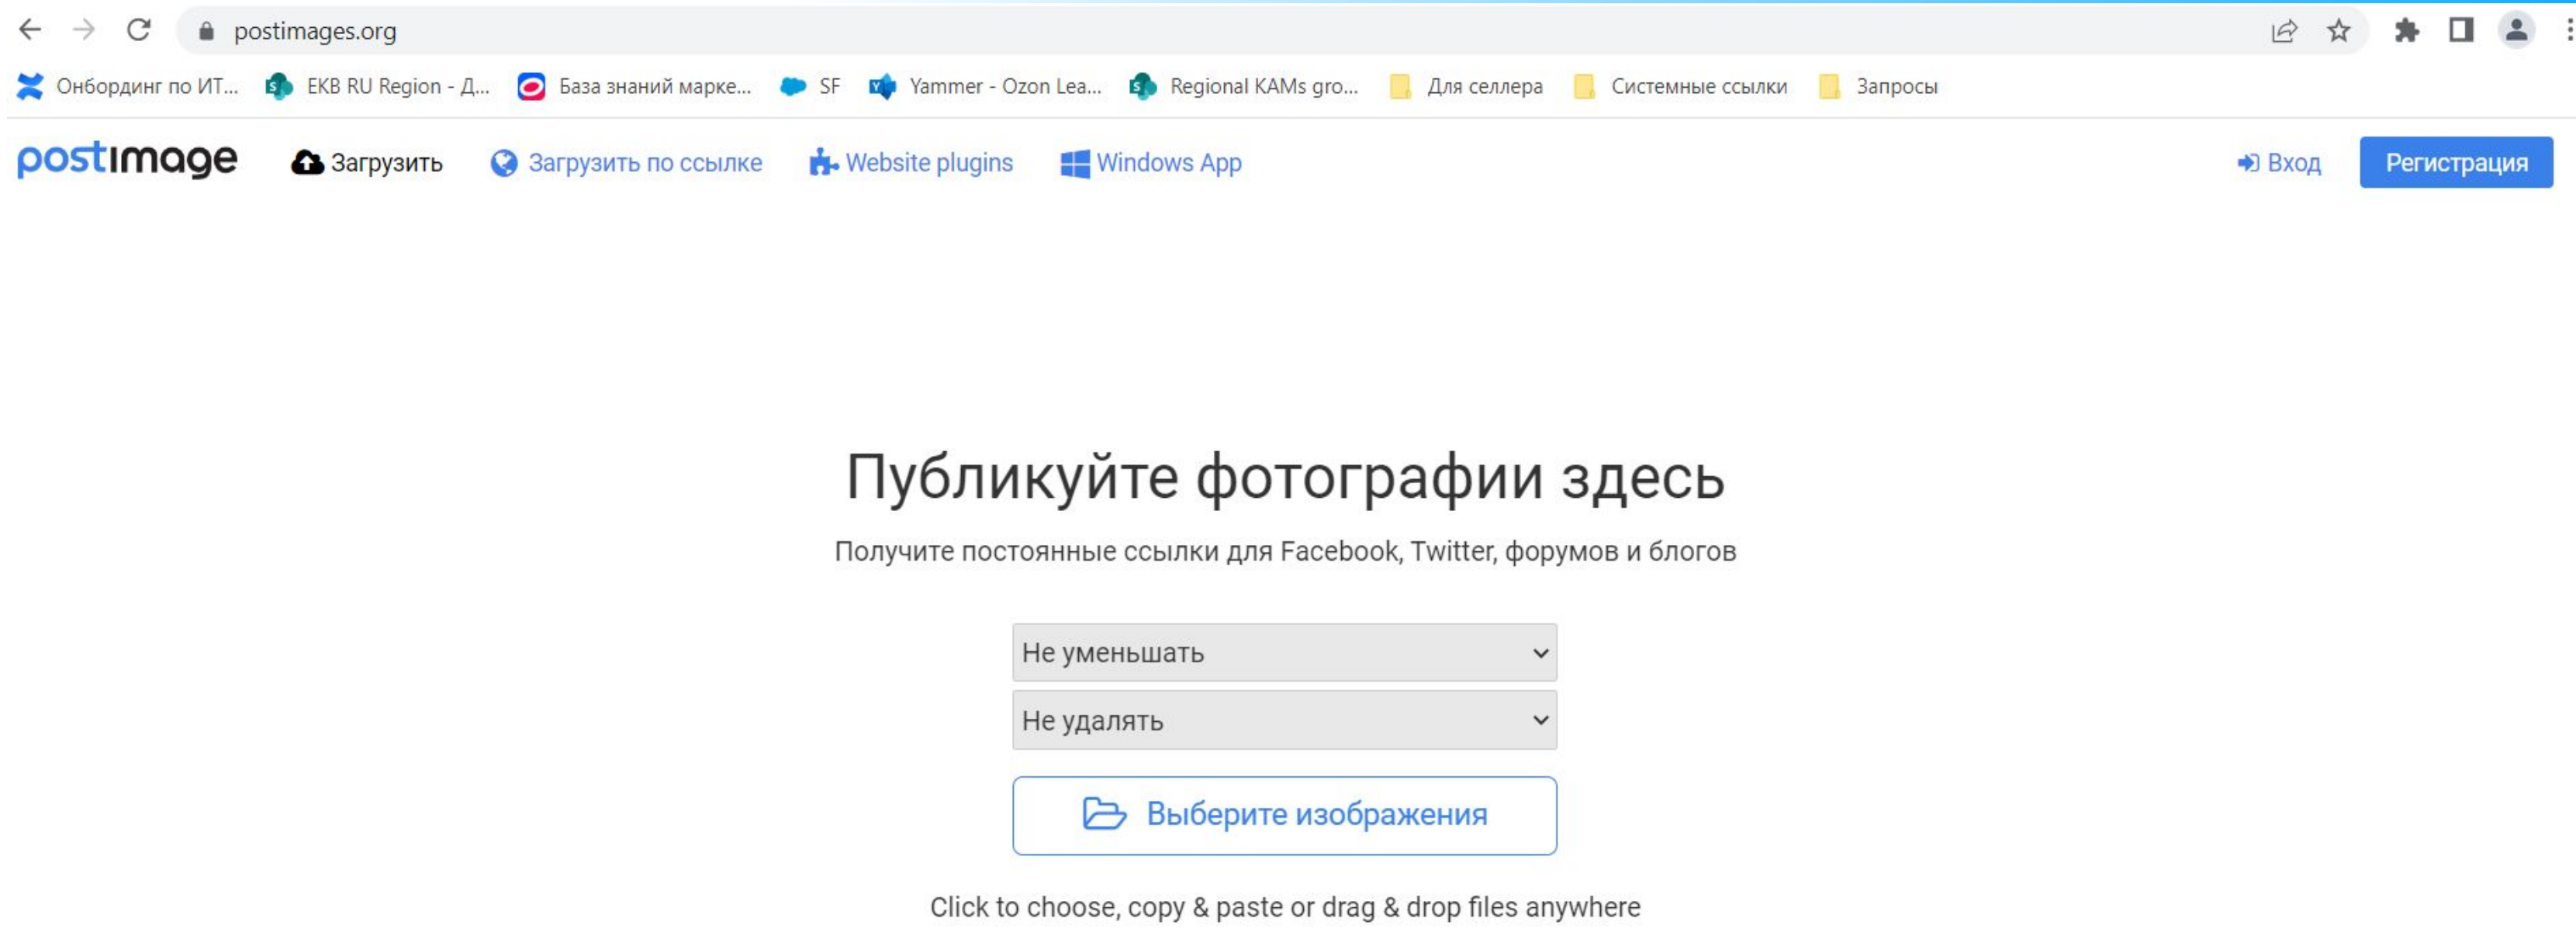 postimages.org
Онбординг по ИТ... EKB RU Region - Д... База знаний марке... SF Yammer - Ozon Lea... Regional KAMs gro... Для селлера Системные ссылки Запросы
postimage Загрузить Загрузить по ссылке Website plugins Windows App Вход Регистрация
Публикуйте фотографии здесь
Получите постоянные ссылки для Facebook, Twitter, форумов и блогов
Не уменьшать
Не удалять
Выберите изображения
Click to choose, copy & paste or drag & drop files anywhere